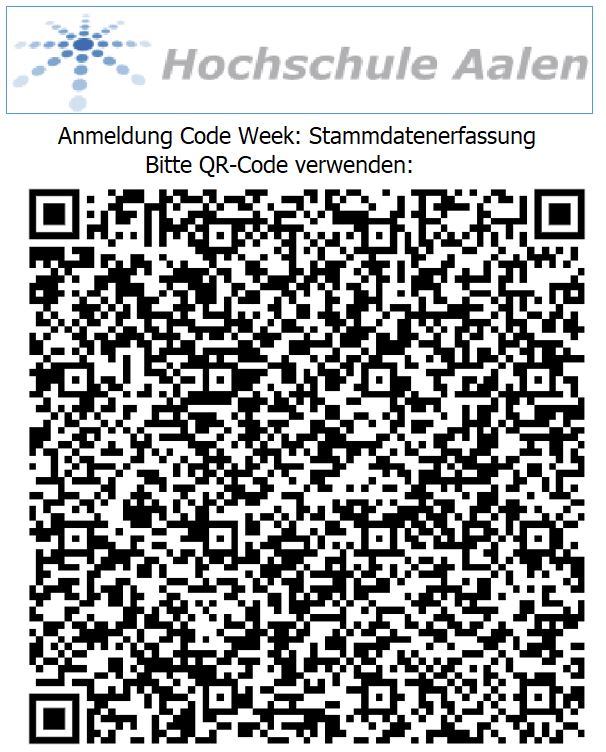 Hochschule Aalen
Anmeldung Code Week: Stammdatenerfassung
Bitte QR-Code verwenden: